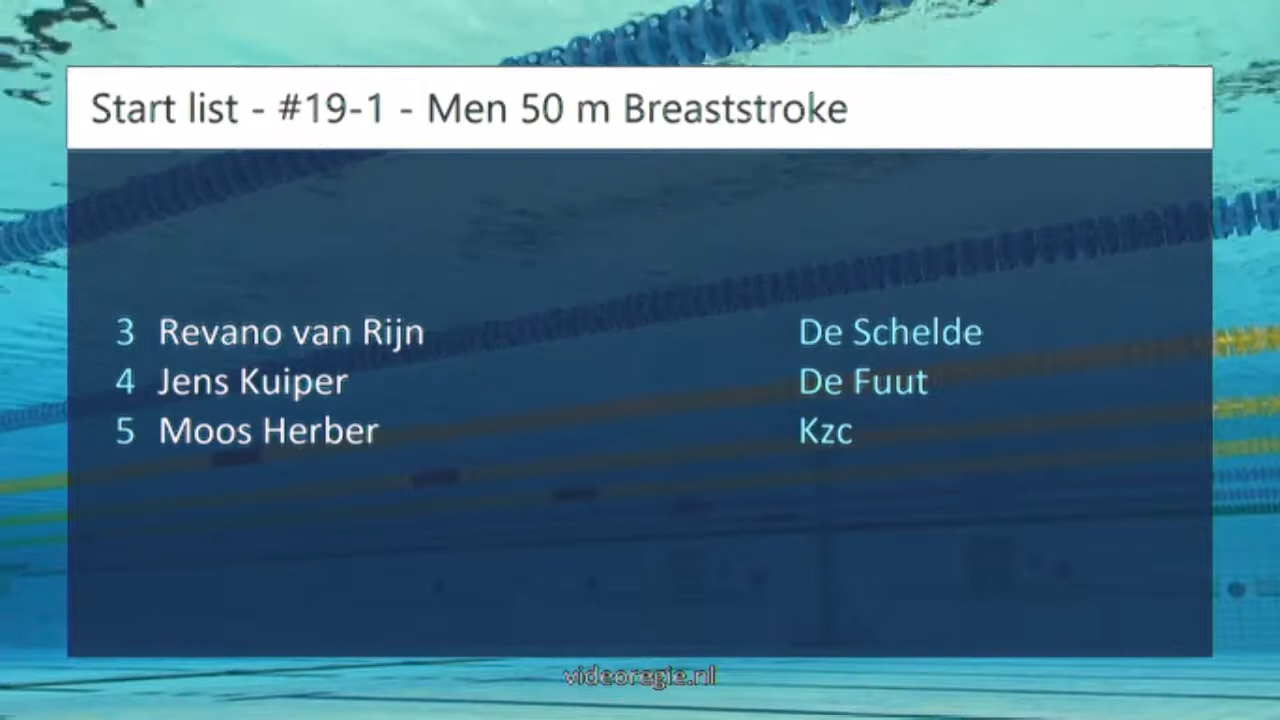 Start list - #19-1 - Men 50 m Breaststroke
3 Revano van Rijn De Schelde
4 Jens Kuiper De Fuut
5 Moos Herber Kzc
videoregie.nl